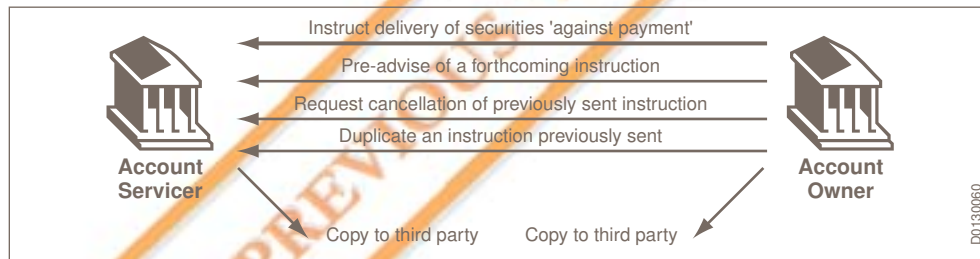 Instruct delivery of securities 'against payment'
Pre-advise of a forthcoming instruction
Request cancellation of previously sent instruction
Duplicate an instruction previously sent
Account
Servicer
Account
Owner
Copy to third party
Copy to third party
D0130060
PREVIOUS